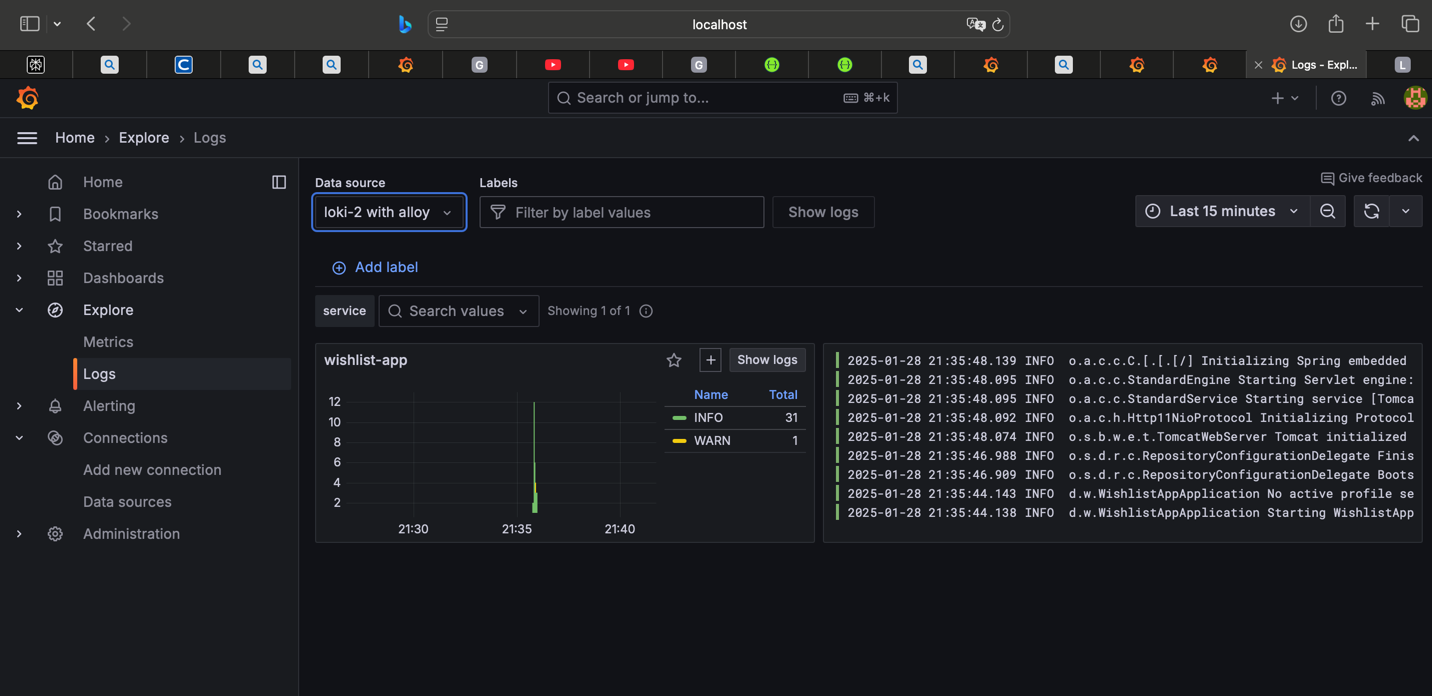 localhost
C
G
G
Logs – Expl...
L
Search or jump to...
⌘+k
Home
Explore
Logs
Home
Bookmarks
Starred
Dashboards
Explore
Metrics
Logs
Alerting
Connections
Add new connection
Data sources
Administration
Give feedback
Data source
Labels
loki-2 with alloy
Filter by label values
Show logs
Last 15 minutes
Add label
service
Search values
Showing 1 of 1
wishlist-app
Show logs
Name Total
INFO 31
WARN 1
12
10
8
6
4
2
21:30 21:35 21:40
2025-01-28 21:35:48.139 INFO o.a.c.c.C.[.[.[/] Initializing Spring embedded
2025-01-28 21:35:48.095 INFO o.a.c.c.StandardEngine Starting Servlet engine:
2025-01-28 21:35:48.095 INFO o.a.c.c.StandardService Starting service [Tomca
2025-01-28 21:35:48.092 INFO o.a.c.h.Http11NioProtocol Initializing Protocol
2025-01-28 21:35:48.074 INFO o.s.b.w.e.t.TomcatWebServer Tomcat initialized
2025-01-28 21:35:46.988 INFO o.s.d.r.c.RepositoryConfigurationDelegate Finis
2025-01-28 21:35:46.909 INFO o.s.d.r.c.RepositoryConfigurationDelegate Boots
2025-01-28 21:35:44.143 INFO d.w.WishlistAppApplication No active profile se
2025-01-28 21:35:44.138 INFO d.w.WishlistAppApplication Starting WishlistApp